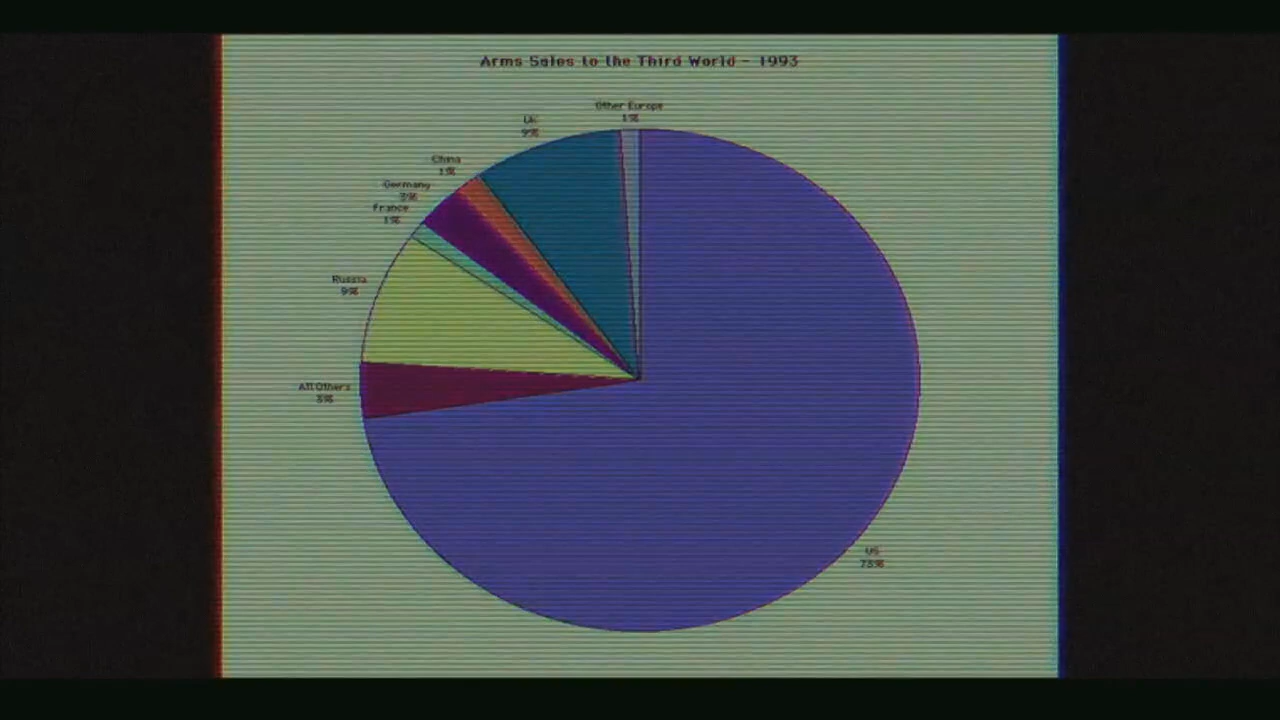 Arms Sales to the Third World - 1993
Other Europe
1%
UK
9%
China
1%
Germany
3%
France
1%
Russia
9%
All Others
3%
US
73%